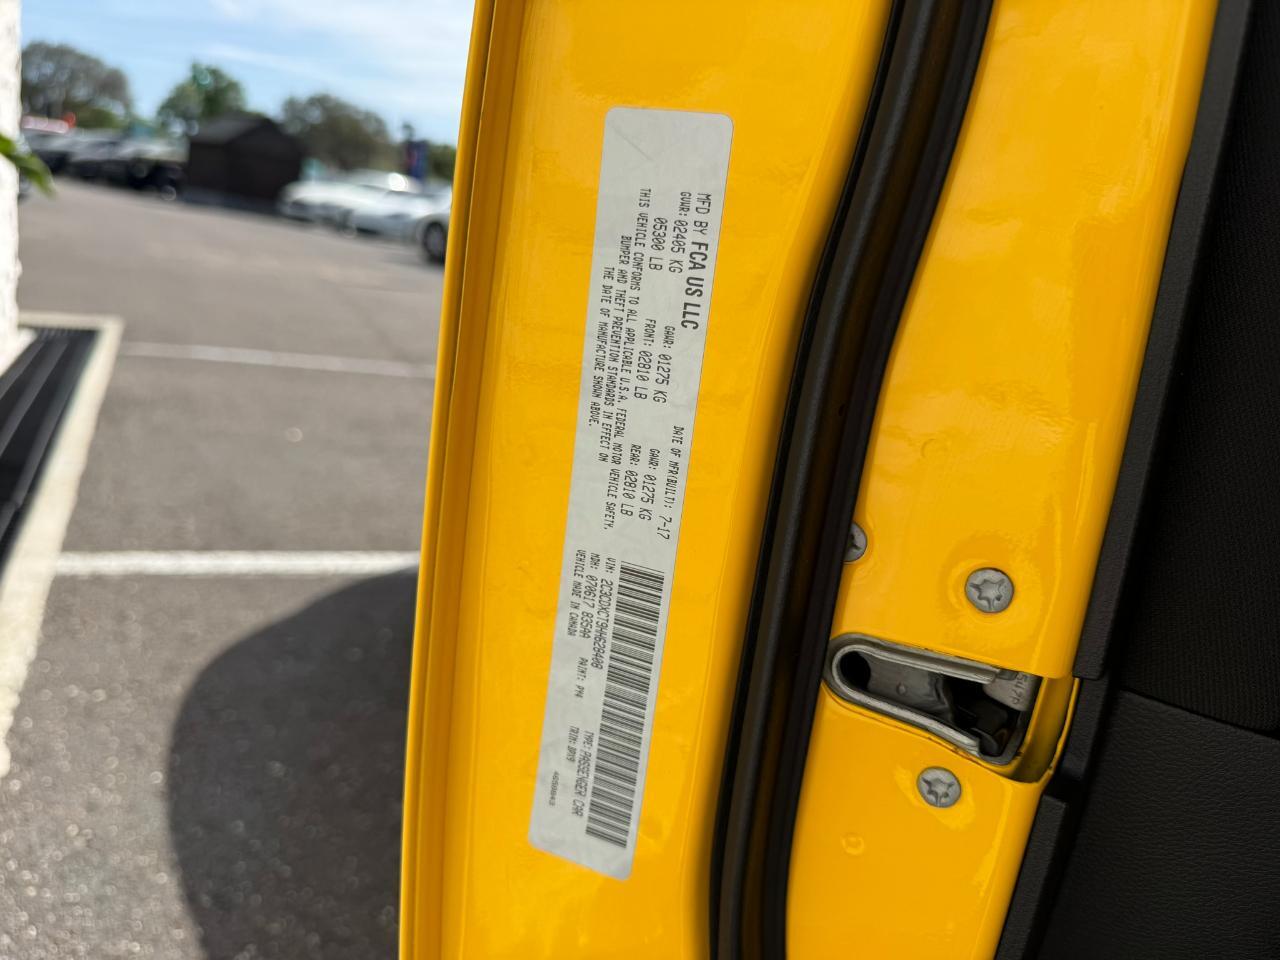 MFD BY FCA US LLC
DATE OF MFR(BUILT): 7-17
GVWR: 02405 KG
GAWR: 01275 KG
GAWR: 01275 KG
05300 LB
FRONT: 02810 LB
REAR: 02810 LB
THIS VEHICLE CONFORMS TO ALL APPLICABLE U.S.A. FEDERAL MOTOR VEHICLE SAFETY,
BUMPER AND THEFT PREVENTION STANDARDS IN EFFECT ON
THE DATE OF MANUFACTURE SHOWN ABOVE.
VIN: 2C3CDXCT9HH628408
TYPE: PASSENGER CAR
MDH: 070617 835A9
PAINT: PYH
TRIM: BPX9
VEHICLE MADE IN CANADA